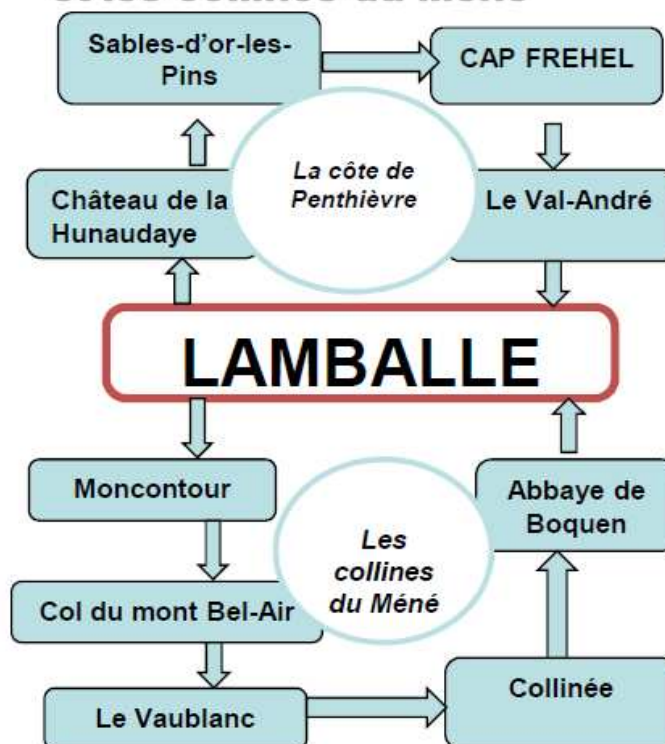 Sables-d'or-les-
Pins
CAP FREHEL
La côte de
Penthièvre
Château de la
Hunaudaye
Le Val-André
LAMBALLE
Moncontour
Abbaye de
Boquen
Les
collines
du Méné
Col du mont Bel-Air
Le Vaublanc
Collinée